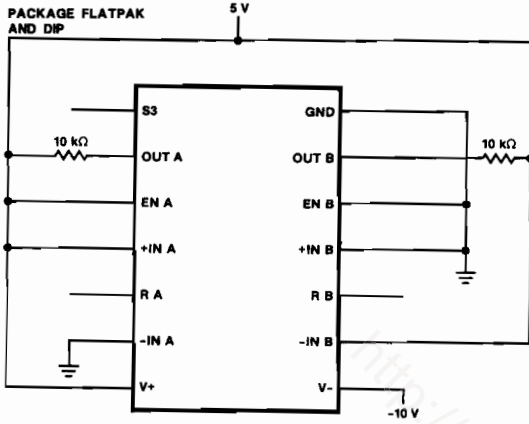 PACKAGE FLATPAK
AND DIP
5 V
S3
GND
10 kΩ
OUT A
OUT B
10 kΩ
EN A
EN B
+IN A
+IN B
R A
R B
-IN A
-IN B
V+
V-
-10 V
http://